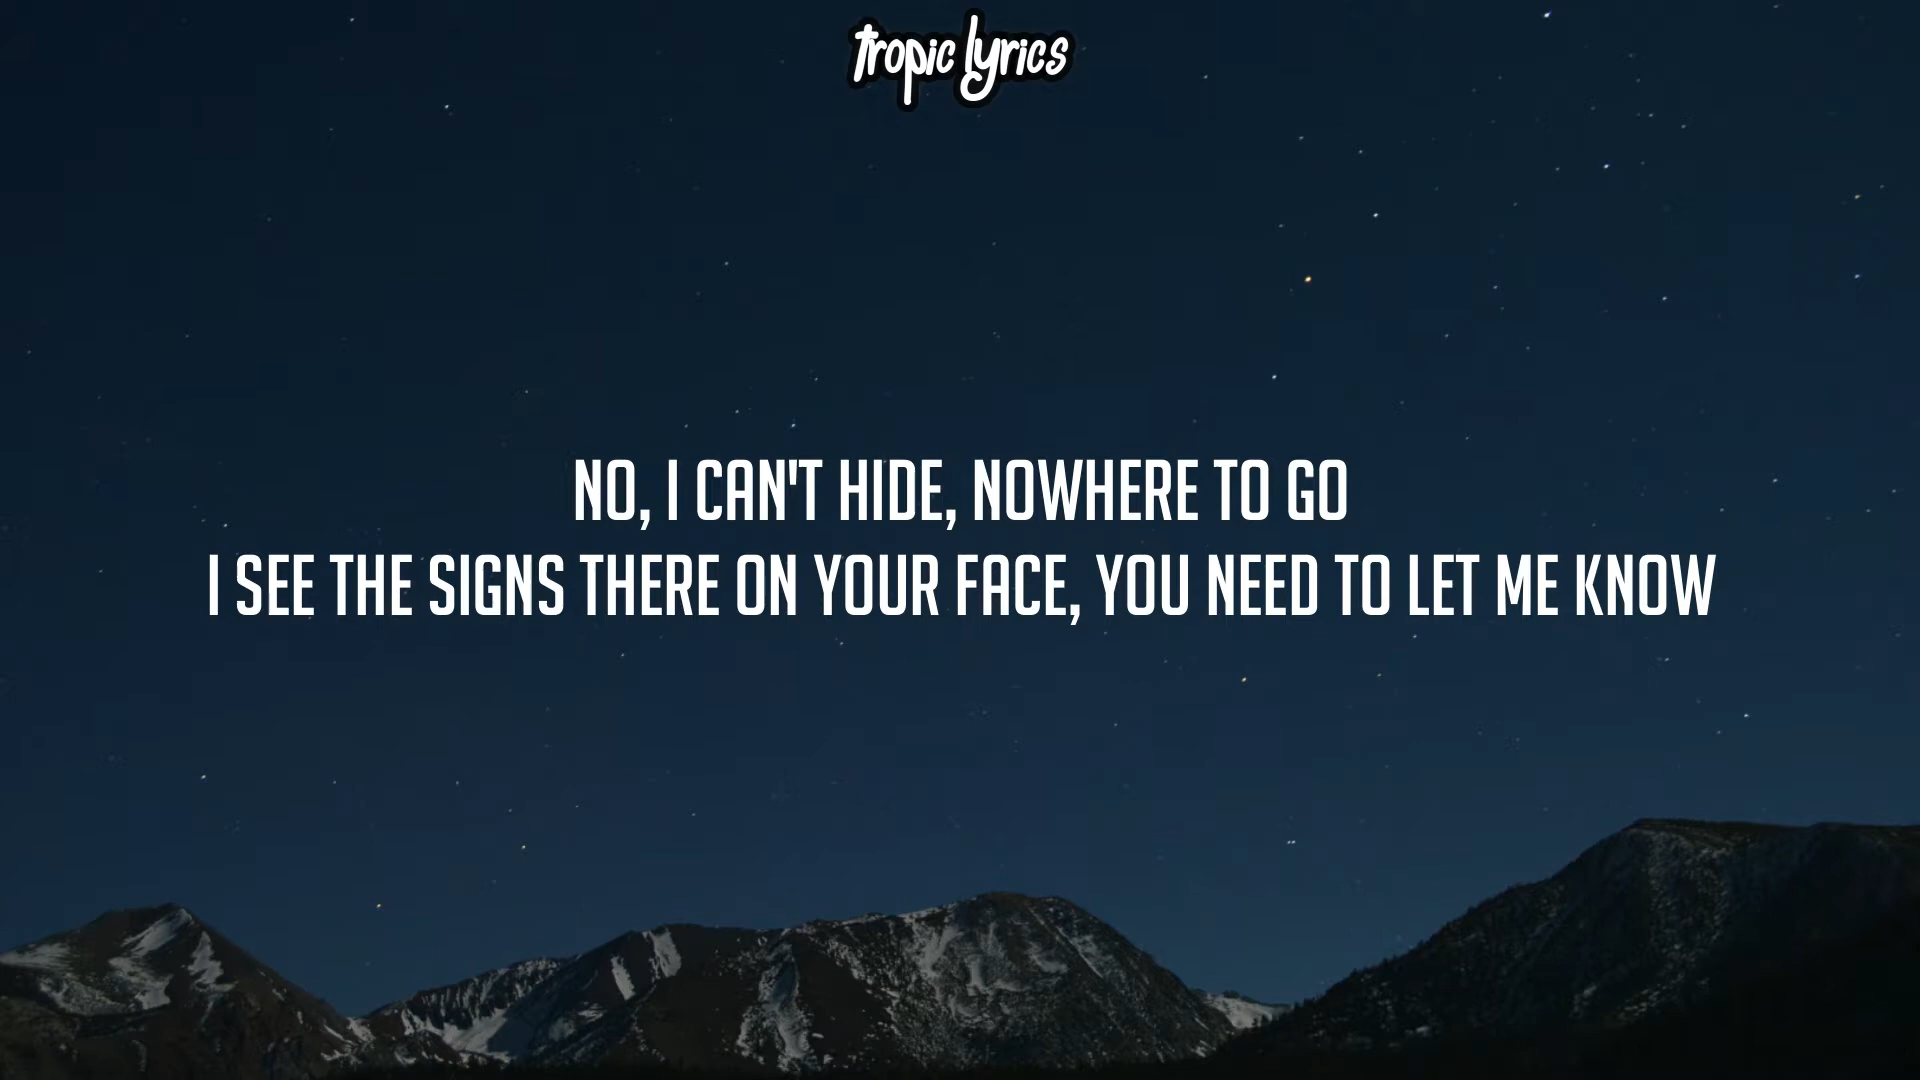 tropic lyrics
NO, I CAN'T HIDE, NOWHERE TO GO
I SEE THE SIGNS THERE ON YOUR FACE, YOU NEED TO LET ME KNOW